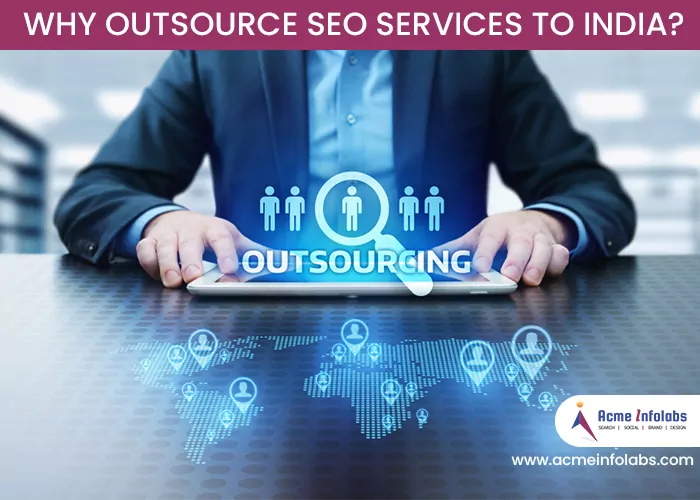 WHY OUTSOURCE SEO SERVICES TO INDIA?
OUTSOURCING
Acme Infolabs
SEARCH | SOCIAL | BRAND | DESIGN
www.acmeinfolabs.com